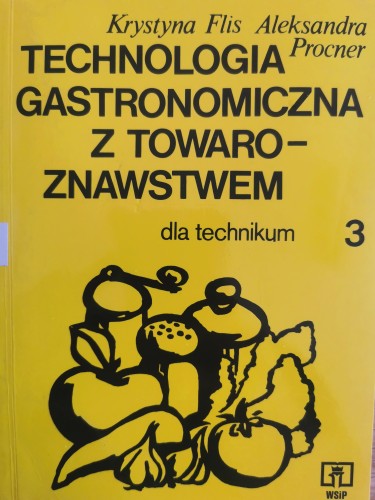 Krystyna Flis Aleksandra
Procner
TECHNOLOGIA
GASTRONOMICZNA
Z TOWARO-
ZNAWSTWEM
dla technikum 3
WSiP